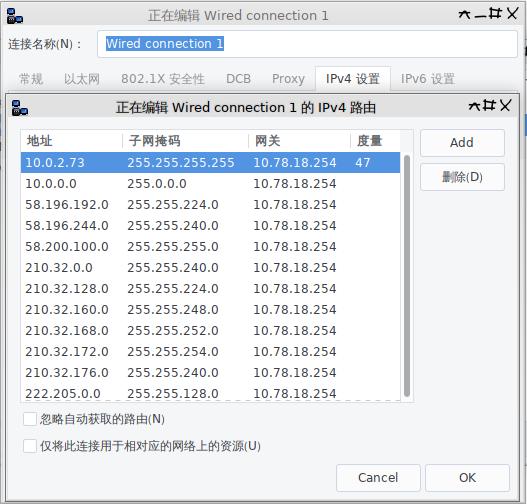 正在编辑 Wired connection 1
连接名称(N)： Wired connection 1
常规 以太网 802.1X 安全性 DCB Proxy IPv4 设置 IPv6 设置
正在编辑 Wired connection 1 的 IPv4 路由
地址 子网掩码 网关 度量
10.0.2.73 255.255.255.255 10.78.18.254 47
10.0.0.0 255.0.0.0 10.78.18.254
58.196.192.0 255.255.224.0 10.78.18.254
58.196.244.0 255.255.240.0 10.78.18.254
58.200.100.0 255.255.255.0 10.78.18.254
210.32.0.0 255.255.240.0 10.78.18.254
210.32.128.0 255.255.224.0 10.78.18.254
210.32.160.0 255.255.248.0 10.78.18.254
210.32.168.0 255.255.252.0 10.78.18.254
210.32.172.0 255.255.254.0 10.78.18.254
210.32.176.0 255.255.240.0 10.78.18.254
222.205.0.0 255.255.128.0 10.78.18.254
Add
删除(D)
忽略自动获取的路由(N)
仅将此连接用于相对应的网络上的资源(U)
Cancel OK